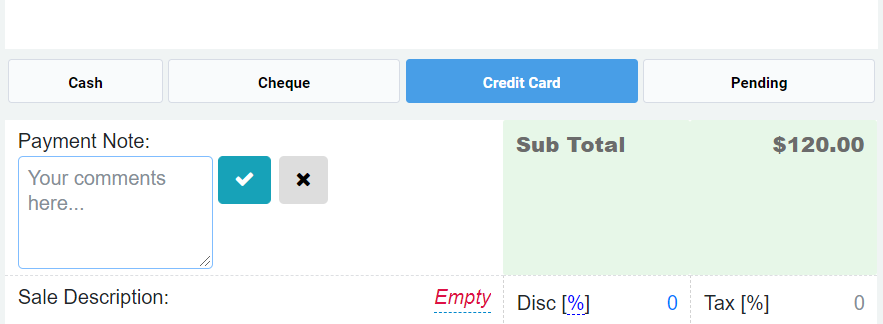 Cash Cheque Credit Card Pending
Payment Note:
Your comments
here...
Sub Total $120.00
Sale Description: Empty
Disc [%] 0 Tax [%] 0